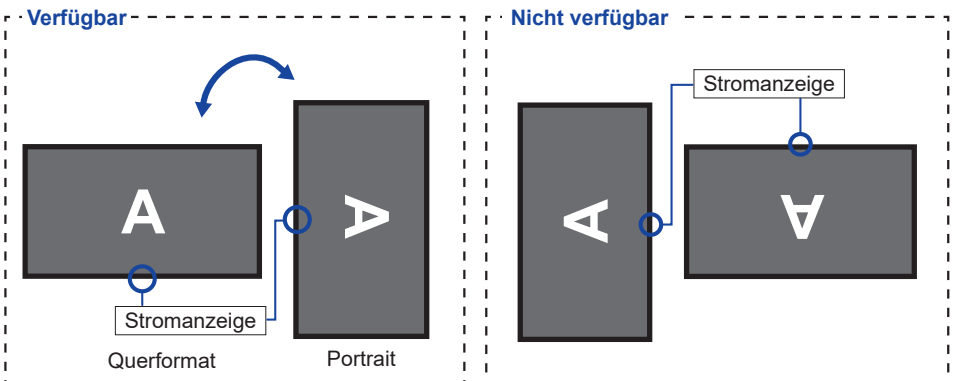 Verfügbar
A
A
Stromanzeige
Querformat
Portrait
Nicht verfügbar
Stromanzeige
A
A